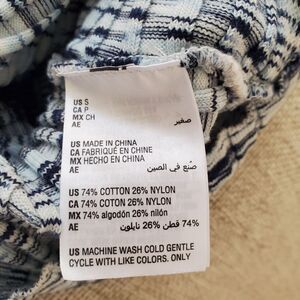 US S
CA P
MX CH
AE صغير
US MADE IN CHINA
CA FABRIQUÉ EN CHINE
MX HECHO EN CHINA
AE صنع في الصين
US 74% COTTON 26% NYLON
CA 74% COTON 26% NYLON
MX 74% algodón 26% nilón
AE 74% قطن 26% نايلون
US MACHINE WASH COLD GENTLE
CYCLE WITH LIKE COLORS. ONLY